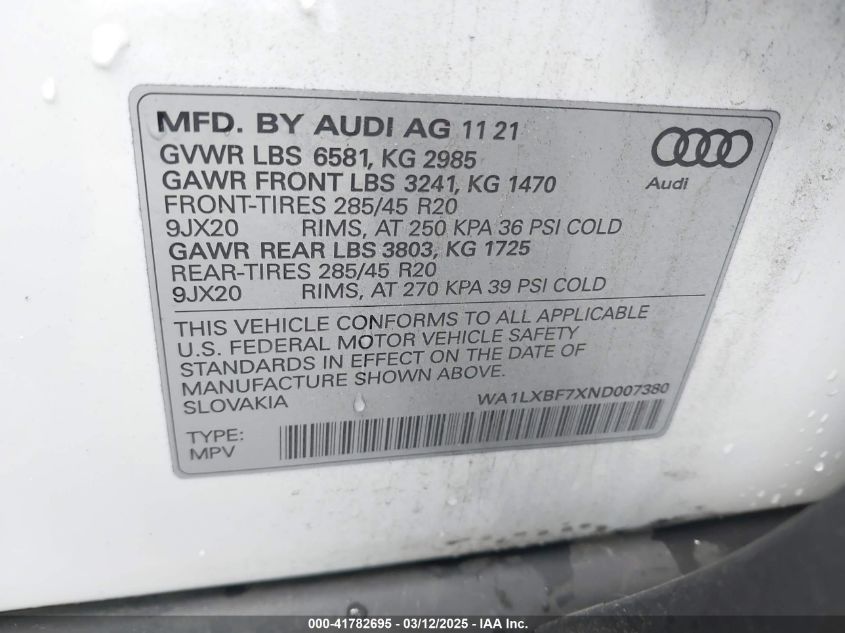 MFD. BY AUDI AG 11 21
GVWR LBS 6581, KG 2985
GAWR FRONT LBS 3241, KG 1470
FRONT-TIRES 285/45 R20
9JX20 RIMS, AT 250 KPA 36 PSI COLD
GAWR REAR LBS 3803, KG 1725
REAR-TIRES 285/45 R20
9JX20 RIMS, AT 270 KPA 39 PSI COLD
Audi
THIS VEHICLE CONFORMS TO ALL APPLICABLE
U.S. FEDERAL MOTOR VEHICLE SAFETY
STANDARDS IN EFFECT ON THE DATE OF
MANUFACTURE SHOWN ABOVE.
SLOVAKIA WA1LXBF7XND007380
TYPE:
MPV
000-41782695 - 03/12/2025 - IAA Inc.